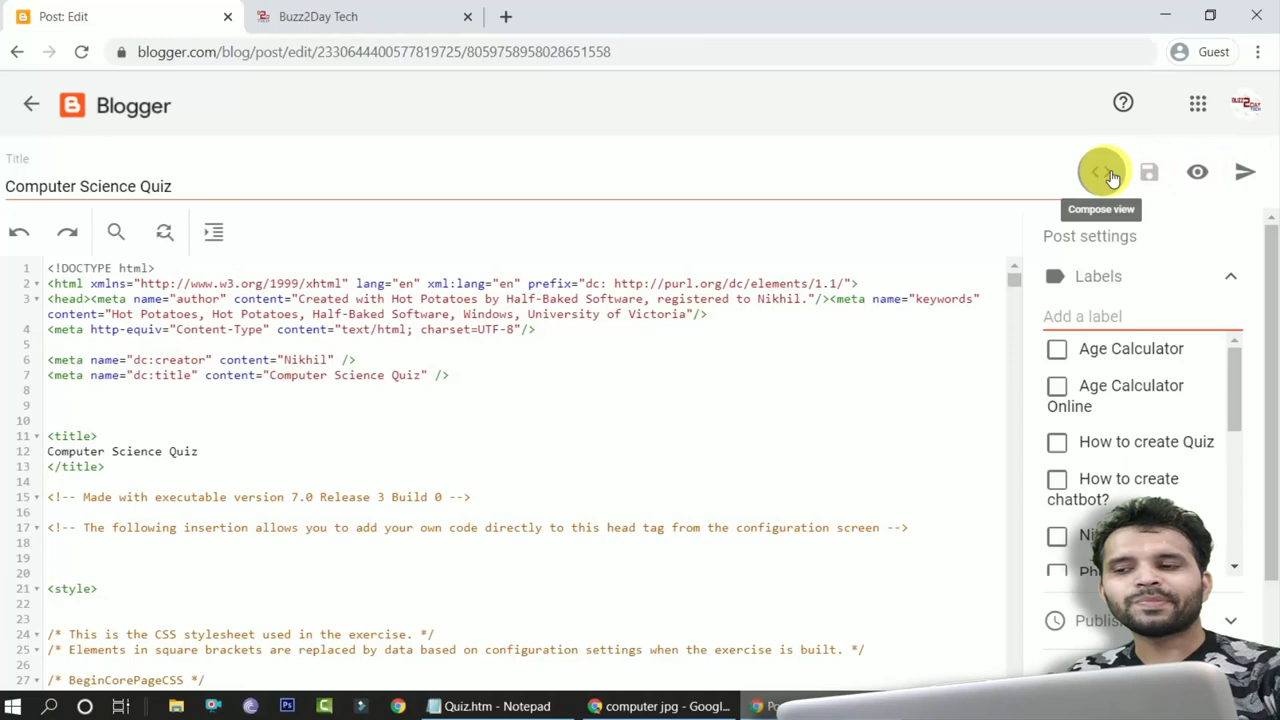 Post: Edit
Buzz2Day Tech
blogger.com/blog/post/edit/2330644400577819725/8059758958028651558
Guest
Blogger
Title
Computer Science Quiz
Compose view
Post settings
Labels
Add a label
Age Calculator
Age Calculator
Online
How to create Quiz
How to create
chatbot?
1 <!DOCTYPE html>
2 <html xmlns="http://www.w3.org/1999/xhtml" lang="en" xml:lang="en" prefix="dc: http://purl.org/dc/elements/1.1/">
3 <head><meta name="author" content="Created with Hot Potatoes by Half-Baked Software, registered to Nikhil."/><meta name="keywords"
content="Hot Potatoes, Hot Potatoes, Half-Baked Software, Windows, University of Victoria"/>
4 <meta http-equiv="Content-Type" content="text/html; charset=UTF-8"/>
5
6 <meta name="dc:creator" content="Nikhil" />
7 <meta name="dc:title" content="Computer Science Quiz" />
8
9
10
11 <title>
12 Computer Science Quiz
13 </title>
14
15 <!-- Made with executable version 7.0 Release 3 Build 0 -->
16
17 <!-- The following insertion allows you to add your own code directly to this head tag from the configuration screen -->
18
19
20
21 <style>
22
23
24 /* This is the CSS stylesheet used in the exercise. */
25 /* Elements in square brackets are replaced by data based on configuration settings when the exercise is built. */
26
27 /* BeginCorePageCSS */
Quiz.htm - Notepad
computer jpg - Googl...